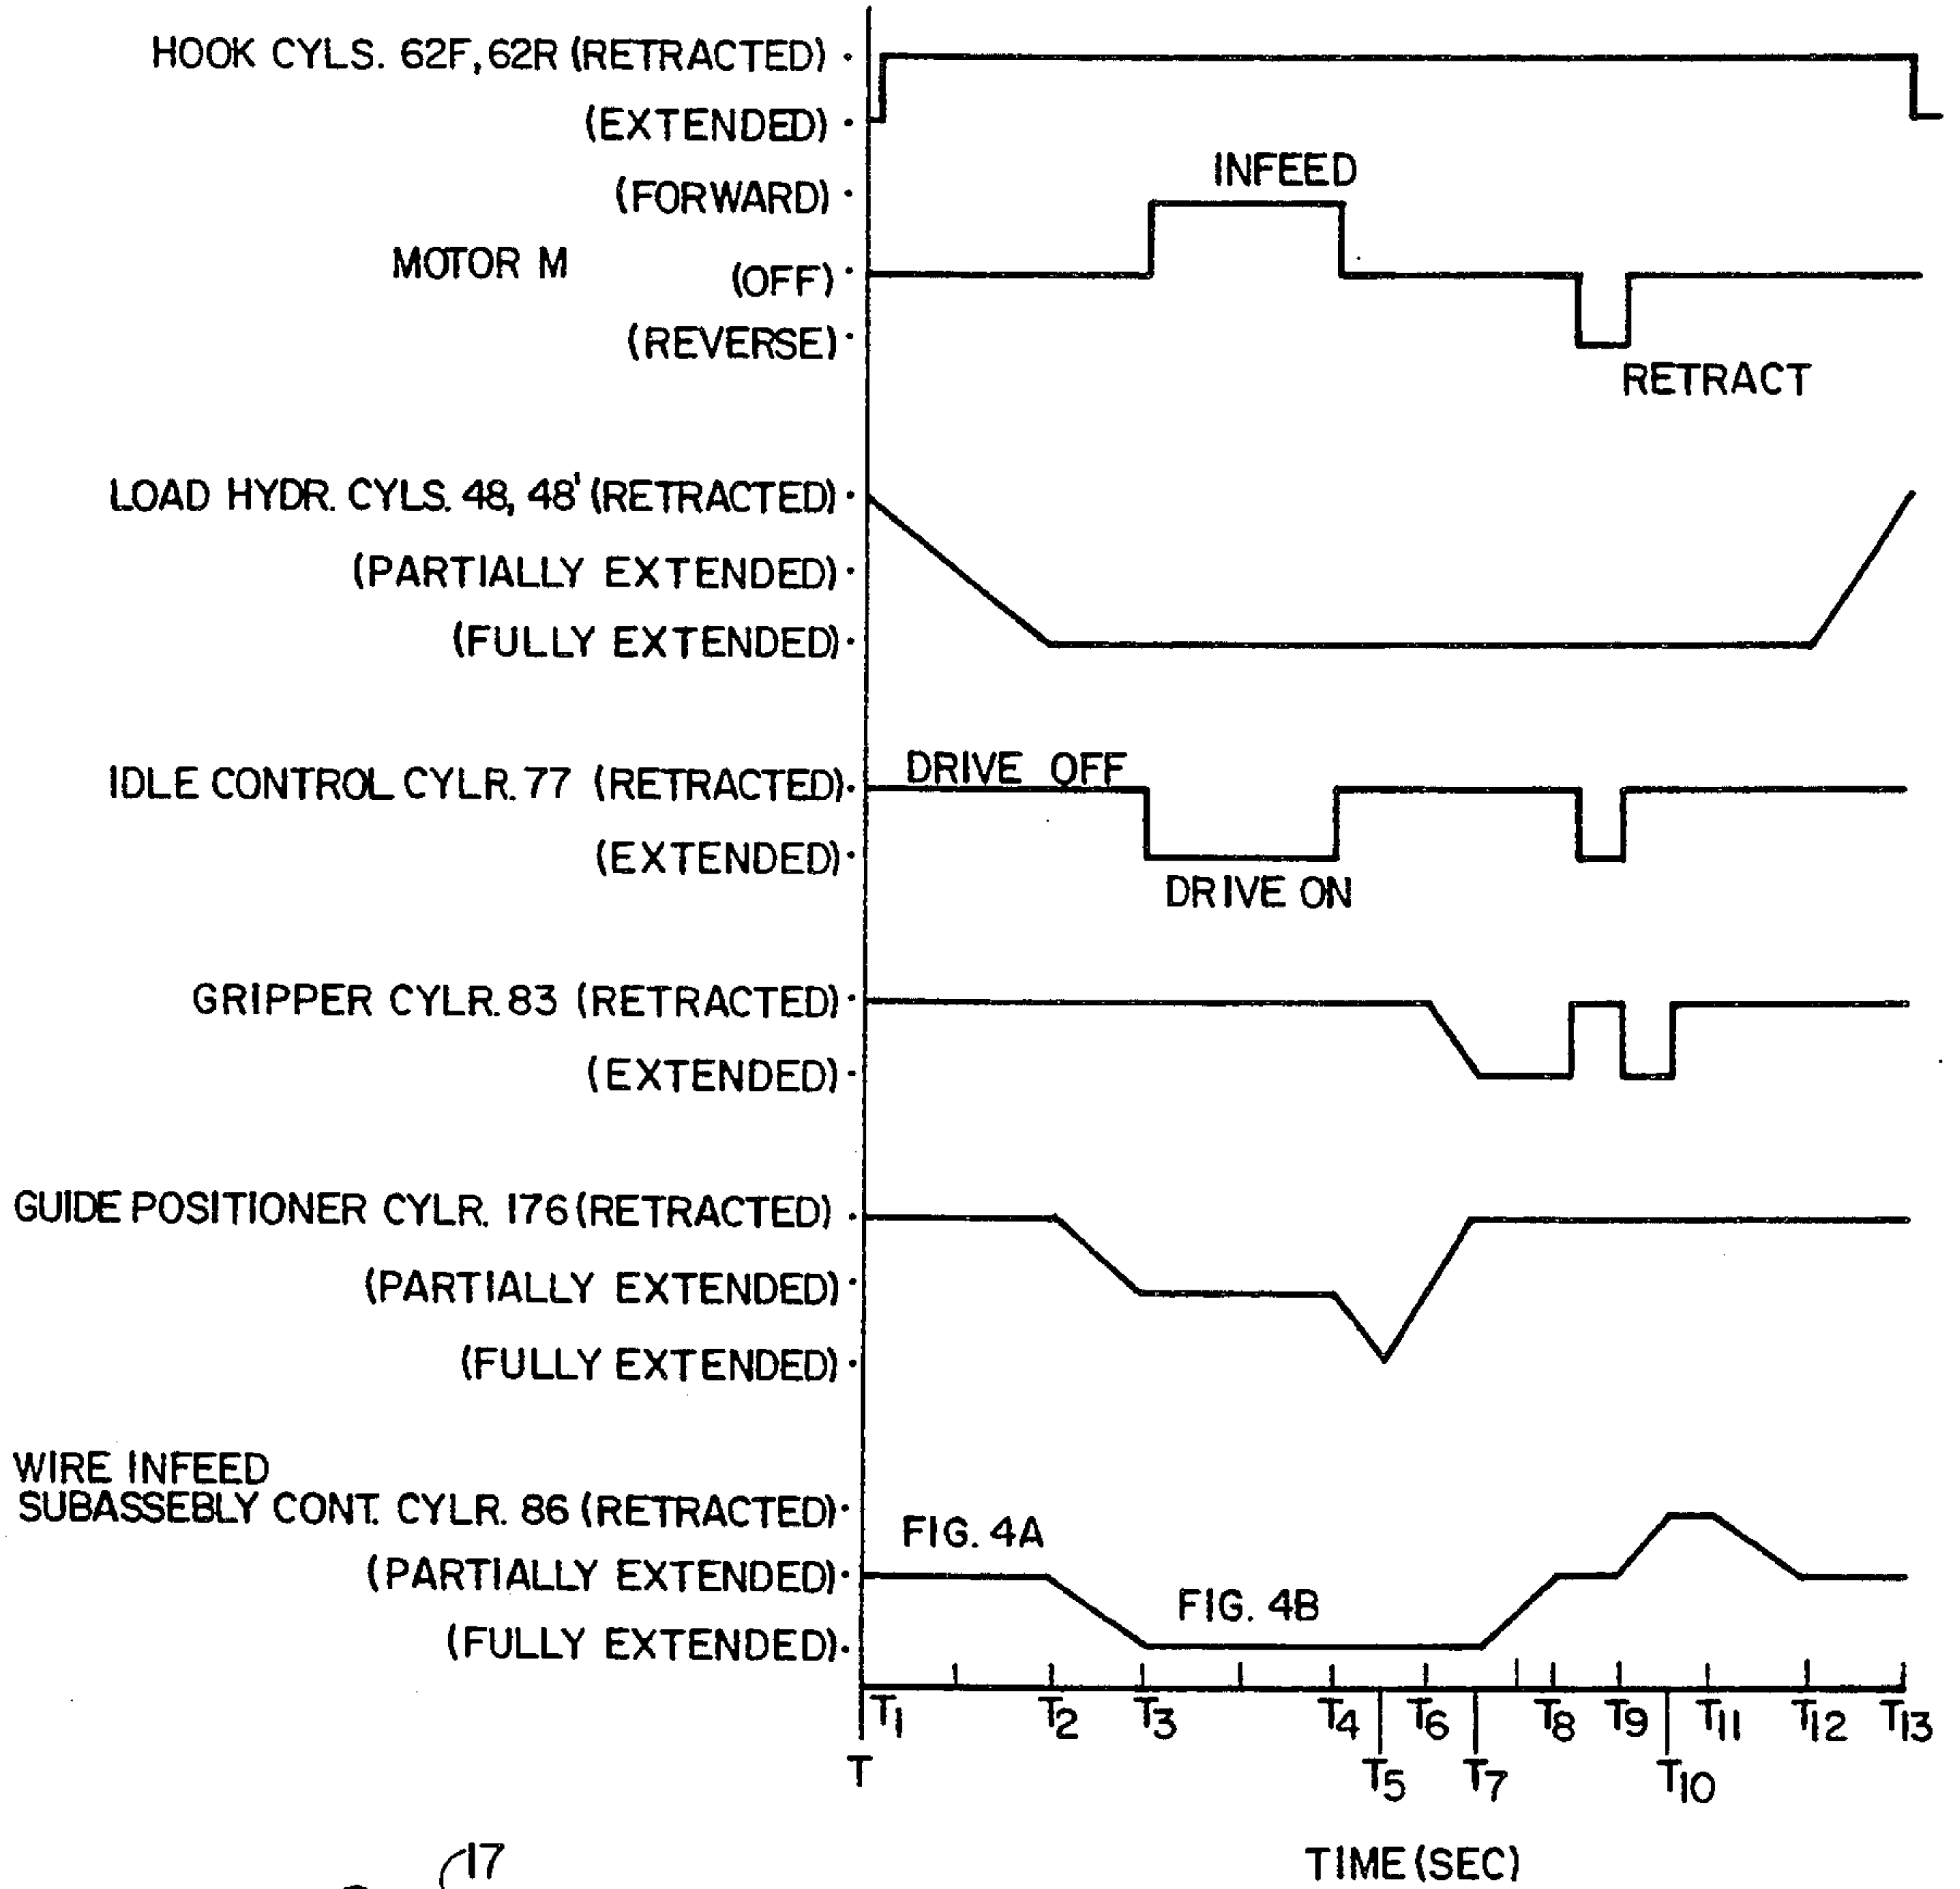 HOOK CYLS. 62F, 62R (RETRACTED)
(EXTENDED)
INFEED
(FORWARD)
MOTOR M (OFF)
(REVERSE)
RETRACT
LOAD HYDR. CYLS. 48, 48' (RETRACTED)
(PARTIALLY EXTENDED)
(FULLY EXTENDED)
IDLE CONTROL CYLR. 77 (RETRACTED) DRIVE OFF
(EXTENDED)
DRIVE ON
GRIPPER CYLR. 83 (RETRACTED)
(EXTENDED)
GUIDE POSITIONER CYLR. 176 (RETRACTED)
(PARTIALLY EXTENDED)
(FULLY EXTENDED)
WIRE INFEED
SUBASSEBLY CONT. CYLR. 86 (RETRACTED)
FIG. 4A
(PARTIALLY EXTENDED)
FIG. 4B
(FULLY EXTENDED)
T1 T2 T3 T4 T6 T8 T9 T11 T12 T13
T T5 T7 T10
TIME (SEC)
17